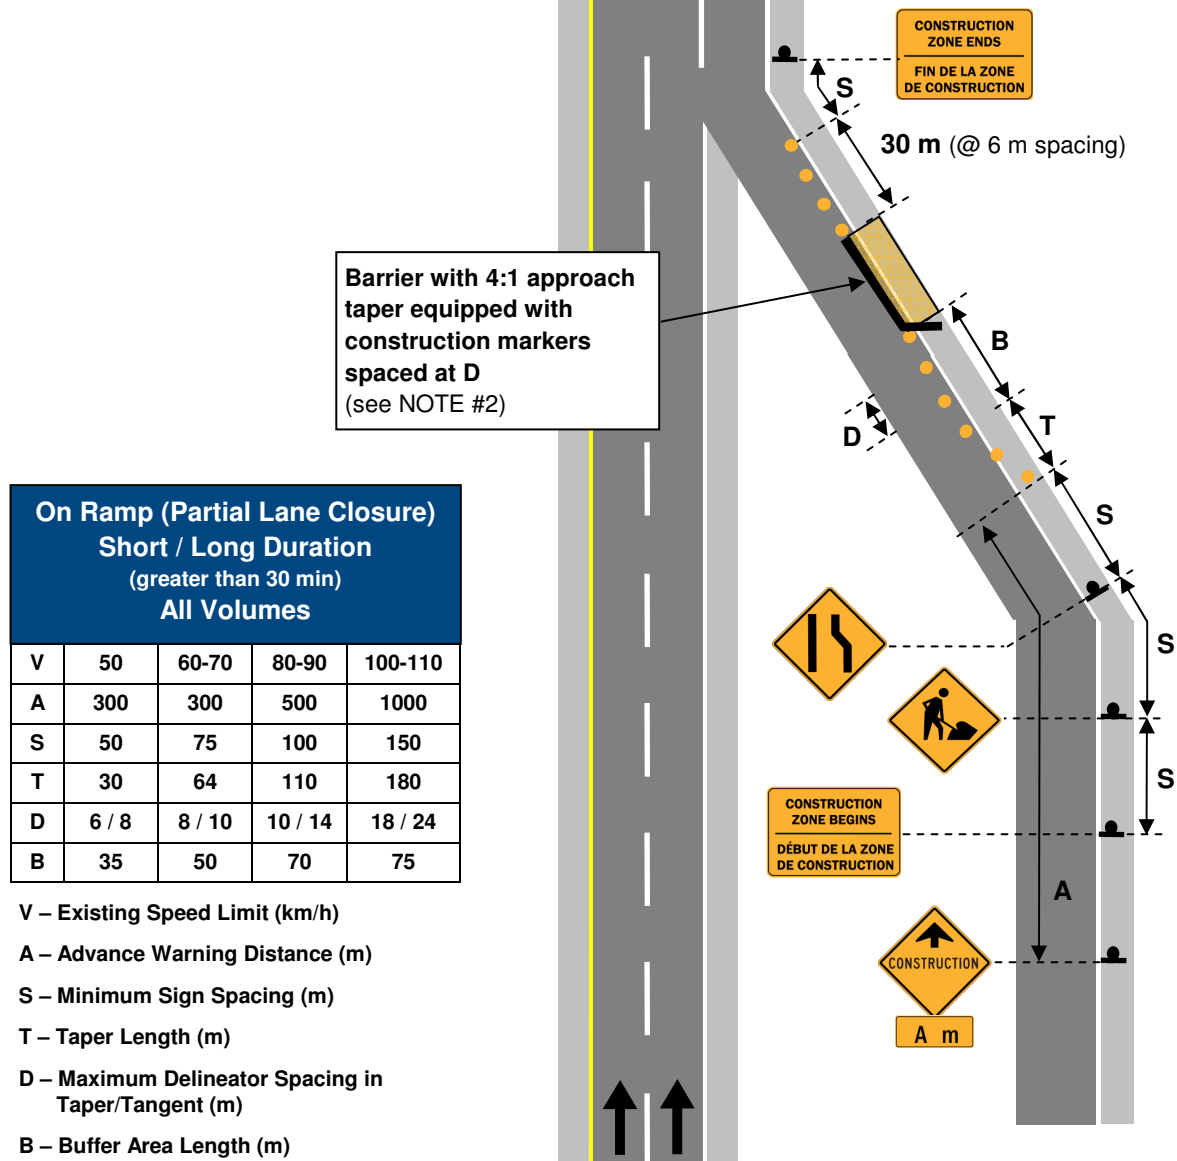 CONSTRUCTION
ZONE ENDS
FIN DE LA ZONE
DE CONSTRUCTION
S
30 m (@ 6 m spacing)
Barrier with 4:1 approach
taper equipped with
construction markers
spaced at D
(see NOTE #2)
B
T
D
S
On Ramp (Partial Lane Closure)
Short / Long Duration
(greater than 30 min)
All Volumes
V 50 60-70 80-90 100-110
A 300 300 500 1000
S 50 75 100 150
T 30 64 110 180
D 6 / 8 8 / 10 10 / 14 18 / 24
B 35 50 70 75
S
S
CONSTRUCTION
ZONE BEGINS
DÉBUT DE LA ZONE
DE CONSTRUCTION
A
CONSTRUCTION
A m
V – Existing Speed Limit (km/h)
A – Advance Warning Distance (m)
S – Minimum Sign Spacing (m)
T – Taper Length (m)
D – Maximum Delineator Spacing in
Taper/Tangent (m)
B – Buffer Area Length (m)